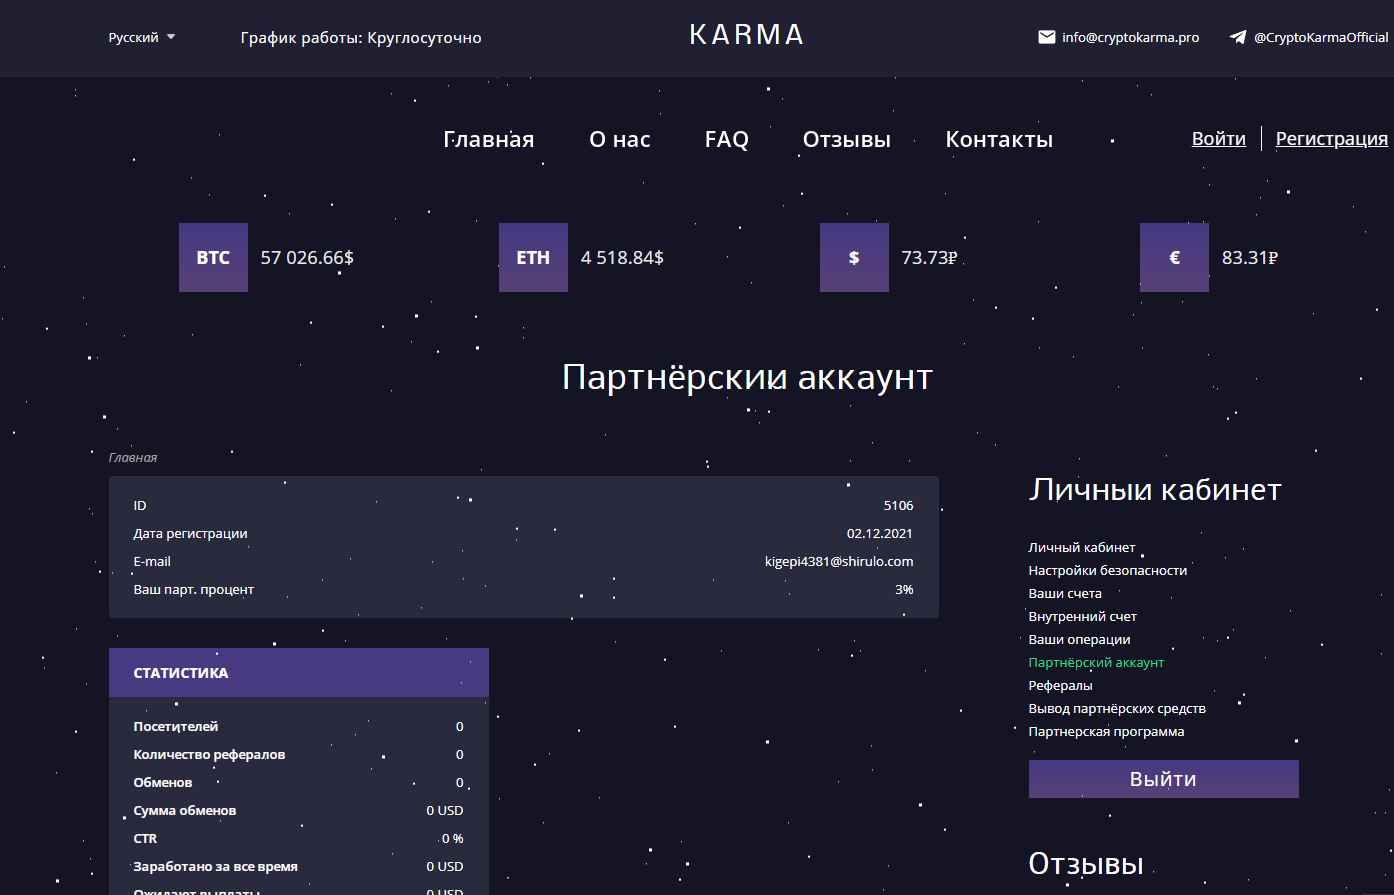 Русский
График работы: Круглосуточно
KARMA
info@cryptokarma.pro
@CryptoKarmaOfficial
Главная
О нас
FAQ
Отзывы
Контакты
Войти
Регистрация
BTC 57 026.66$
ETH 4 518.84$
$ 73.73₽
€ 83.31₽
Партнёрский аккаунт
Главная
ID 5106
Дата регистрации 02.12.2021
E-mail kigepi4381@shirulo.com
Ваш парт. процент 3%
СТАТИСТИКА
Посетителей 0
Количество рефералов 0
Обменов 0
Сумма обменов 0 USD
CTR 0 %
Заработано за все время 0 USD
Ожидают выплаты 0 USD
Личный кабинет
Личный кабинет
Настройки безопасности
Ваши счета
Внутренний счет
Ваши операции
Партнёрский аккаунт
Рефералы
Вывод партнёрских средств
Партнерская программа
Выйти
Отзывы